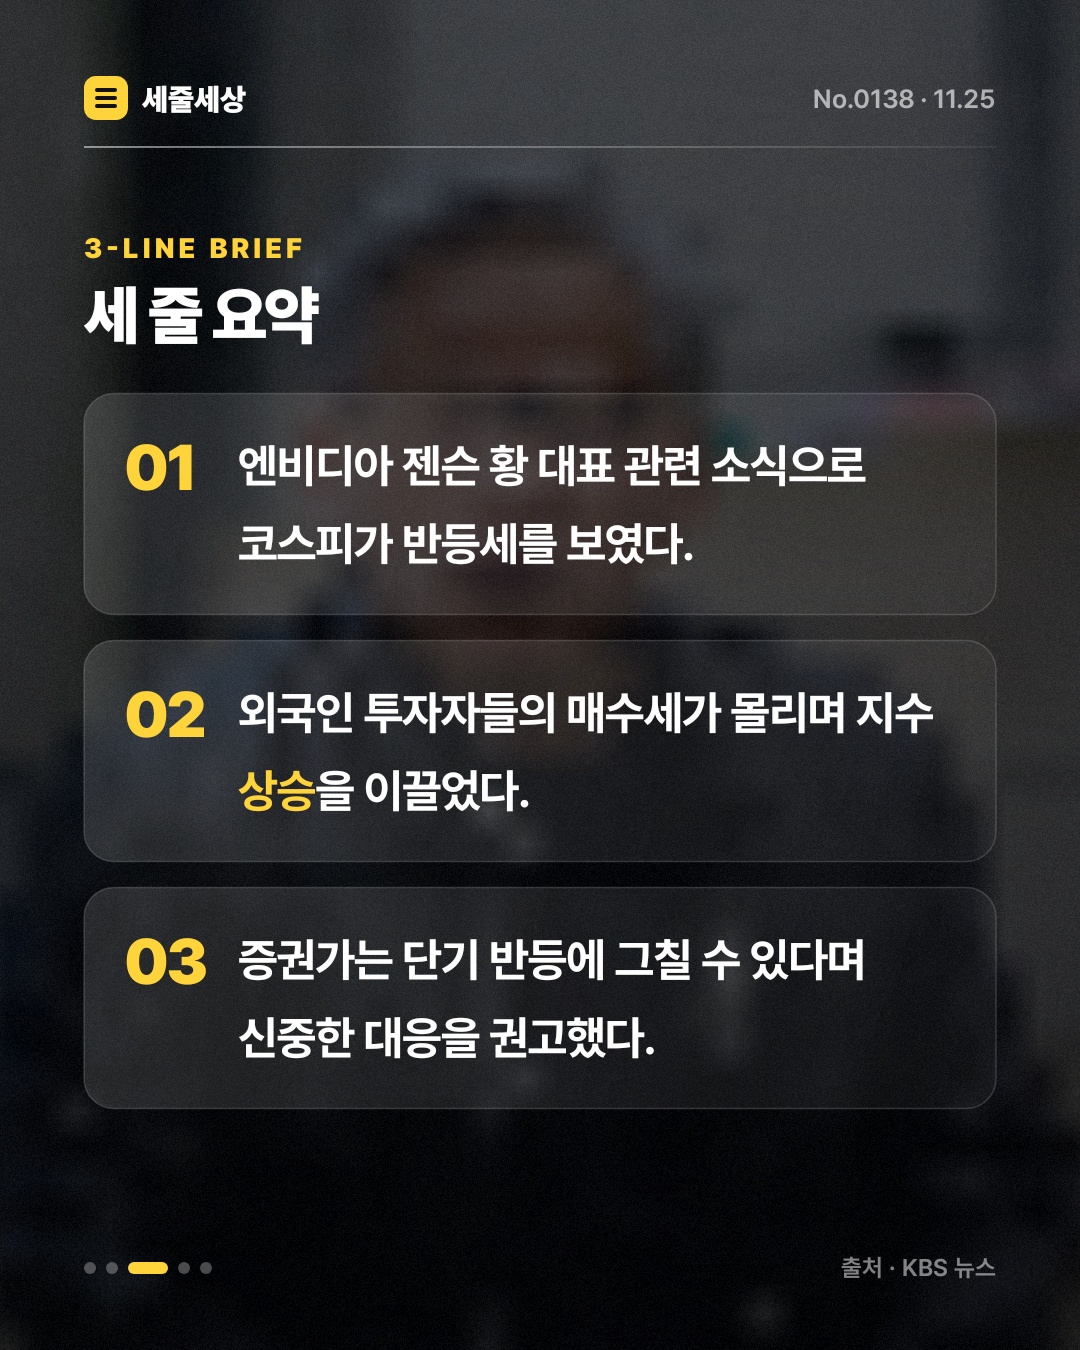 세줄세상
No.0138 · 11.25
3-LINE BRIEF
세 줄 요약
01 엔비디아 젠슨 황 대표 관련 소식으로
코스피가 반등세를 보였다.
02 외국인 투자자들의 매수세가 몰리며 지수
상승을 이끌었다.
03 증권가는 단기 반등에 그칠 수 있다며
신중한 대응을 권고했다.
출처 · KBS 뉴스